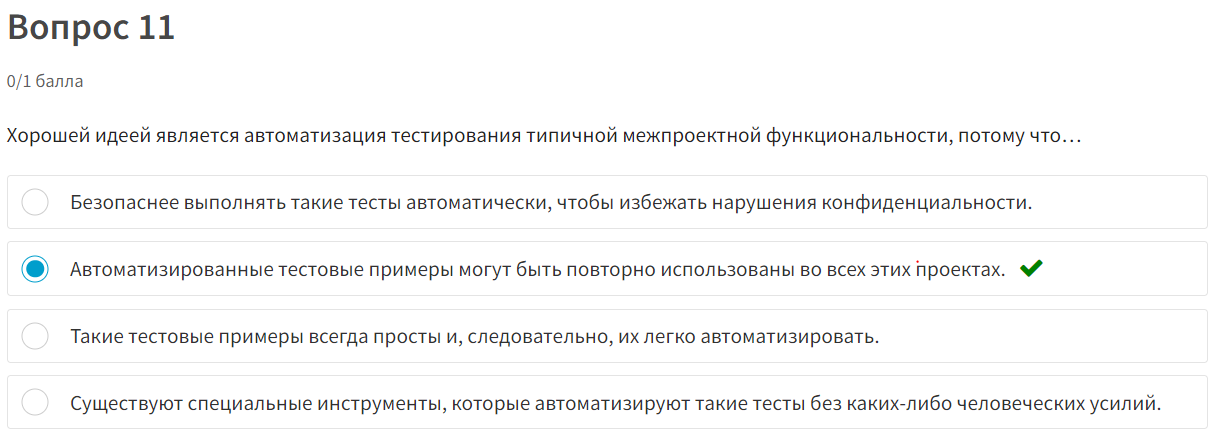 Вопрос 11
0/1 балла
Хорошей идеей является автоматизация тестирования типичной межпроектной функциональности, потому что…
Безопаснее выполнять такие тесты автоматически, чтобы избежать нарушения конфиденциальности.
Автоматизированные тестовые примеры могут быть повторно использованы во всех этих проектах.
Такие тестовые примеры всегда просты и, следовательно, их легко автоматизировать.
Существуют специальные инструменты, которые автоматизируют такие тесты без каких-либо человеческих усилий.